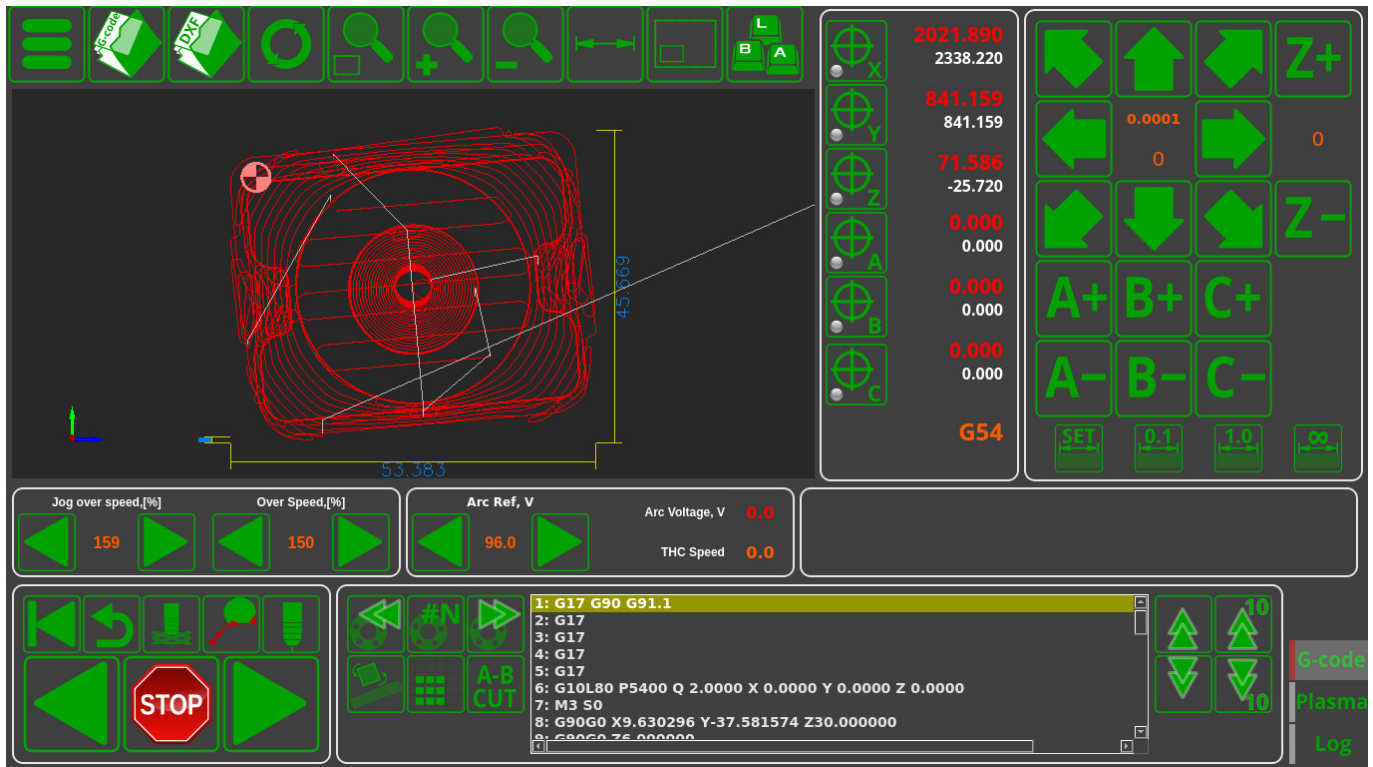 G-code
DXF
L
B
A
X
2021.890
2338.220
Y
841.159
841.159
Z
71.586
-25.720
A
0.000
0.000
B
0.000
0.000
C
0.000
0.000
G54
Z+
0.0001
0
0
Z-
A+ B+ C+
A- B- C-
SET 0.1 1.0 ∞
45.669
53.383
Jog over speed,[%]
159
Over Speed,[%]
150
Arc Ref, V
96.0
Arc Voltage, V 0.0
THC Speed 0.0
STOP
#N
A-B
CUT
1: G17 G90 G91.1
2: G17
3: G17
4: G17
5: G17
6: G10L80 P5400 Q 2.0000 X 0.0000 Y 0.0000 Z 0.0000
7: M3 S0
8: G90G0 X9.630296 Y-37.581574 Z30.000000
9: G90G0 Z6.000000
10
10
G-code
Plasma
Log